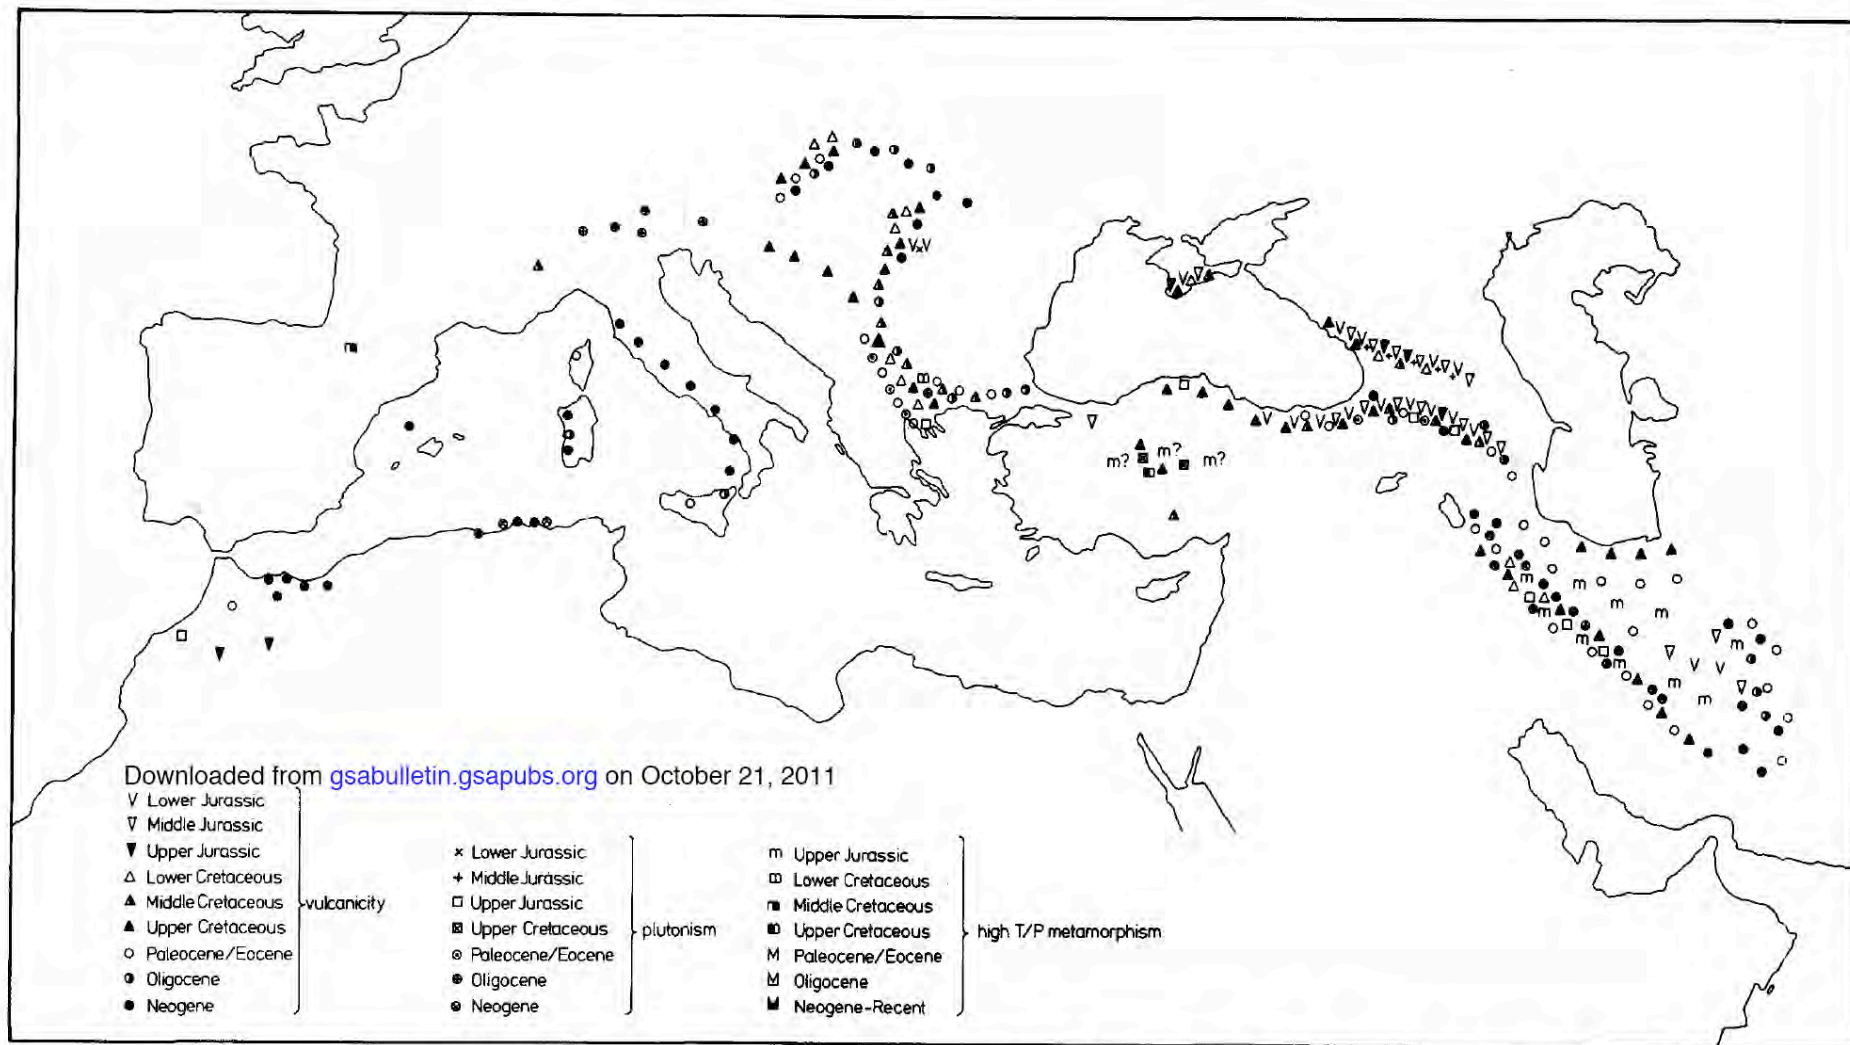 m? m? m?
m m
m m
m m
m m
m
m
m
Downloaded from gsabulletin.gsapubs.org on October 21, 2011
V Lower Jurassic
Middle Jurassic
Upper Jurassic
Lower Cretaceous
Middle Cretaceous
Upper Cretaceous
Paleocene/Eocene
Oligocene
Neogene
vulcanicity
x Lower Jurassic
+ Middle Jurassic
Upper Jurassic
Upper Cretaceous
Paleocene/Eocene
Oligocene
Neogene
plutonism
m Upper Jurassic
Lower Cretaceous
Middle Cretaceous
Upper Cretaceous
M Paleocene/Eocene
Oligocene
Neogene-Recent
high T/P metamorphism